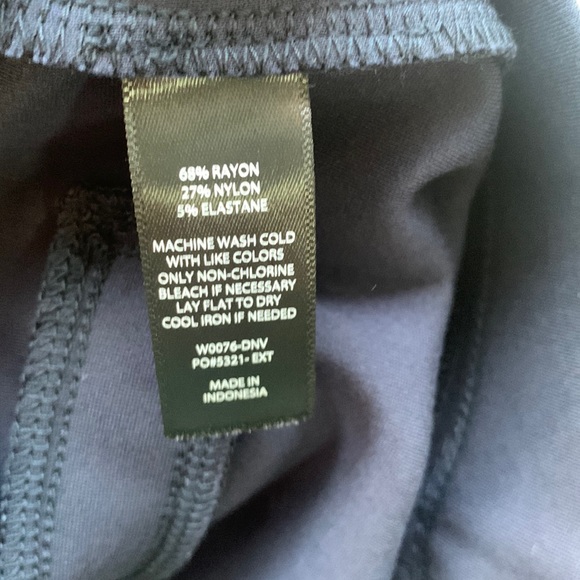 68% RAYON
27% NYLON
5% ELASTANE
MACHINE WASH COLD
WITH LIKE COLORS
ONLY NON-CHLORINE
BLEACH IF NECESSARY
LAY FLAT TO DRY
COOL IRON IF NEEDED
W0076-DNV
PO#5321-EXT
MADE IN
INDONESIA